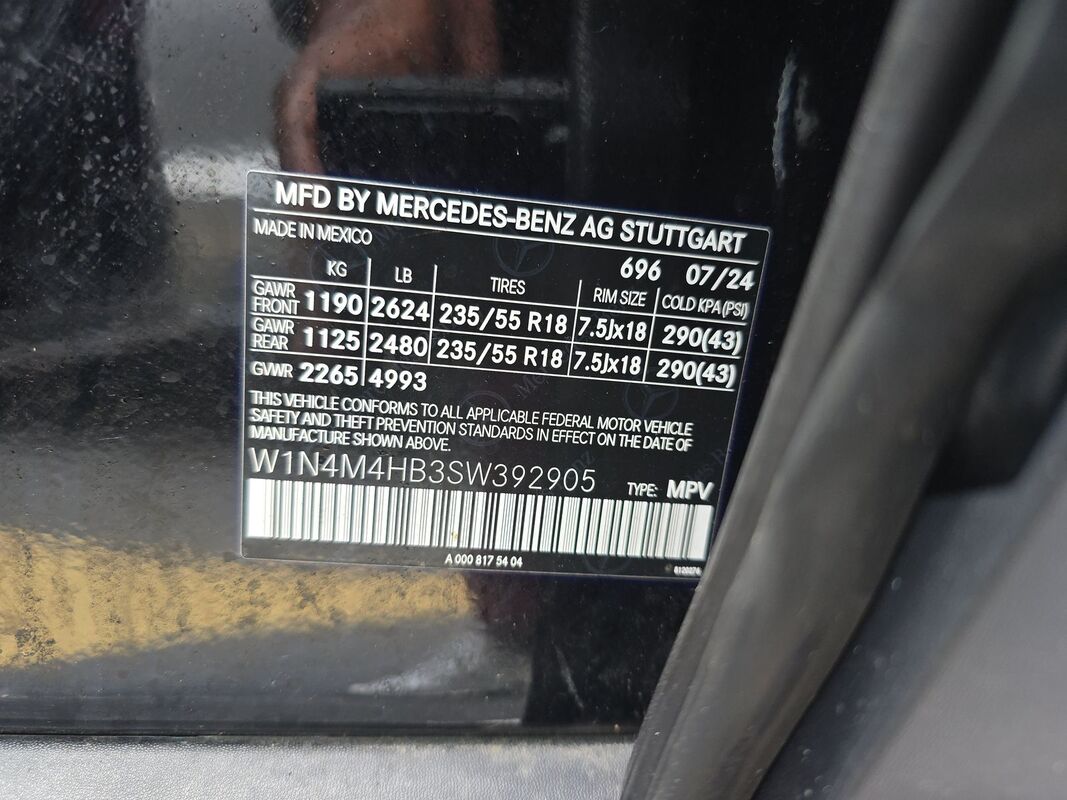 MFD BY MERCEDES-BENZ AG STUTTGART
MADE IN MEXICO 696 07/24
KG LB TIRES RIM SIZE COLD KPA(PSI)
GAWR FRONT 1190 2624 235/55 R18 7.5Jx18 290(43)
GAWR REAR 1125 2480 235/55 R18 7.5Jx18 290(43)
GVWR 2265 4993
THIS VEHICLE CONFORMS TO ALL APPLICABLE FEDERAL MOTOR VEHICLE
SAFETY AND THEFT PREVENTION STANDARDS IN EFFECT ON THE DATE OF
MANUFACTURE SHOWN ABOVE.
W1N4M4HB3SW392905 TYPE: MPV
A 000 817 54 04